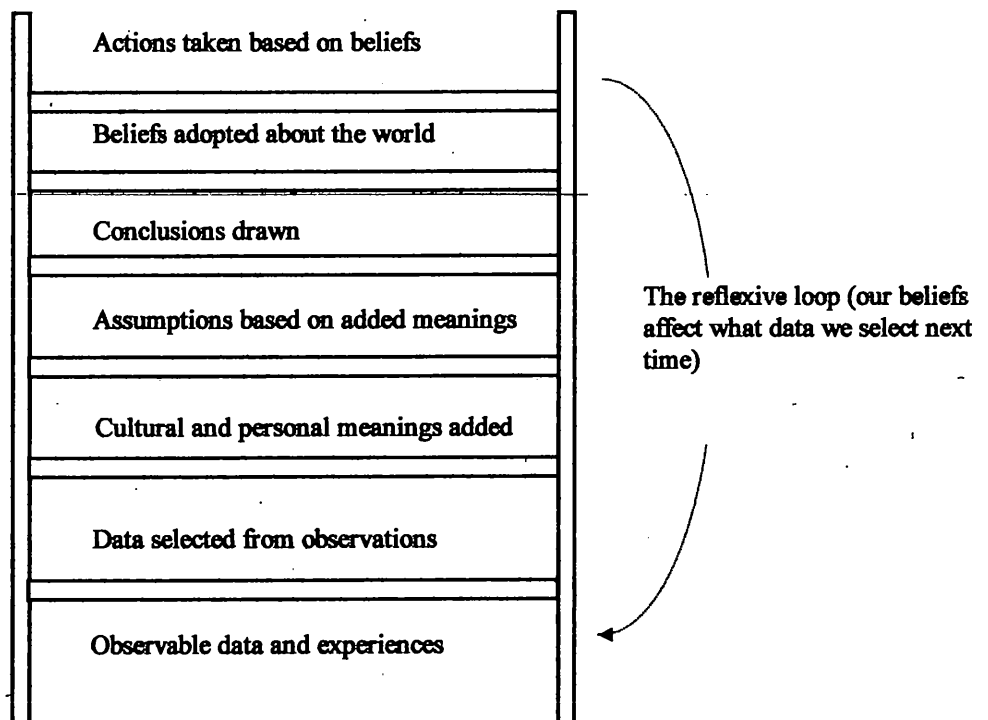 Actions taken based on beliefs
Beliefs adopted about the world
Conclusions drawn
Assumptions based on added meanings
Cultural and personal meanings added
Data selected from observations
Observable data and experiences
The reflexive loop (our beliefs
affect what data we select next
time)